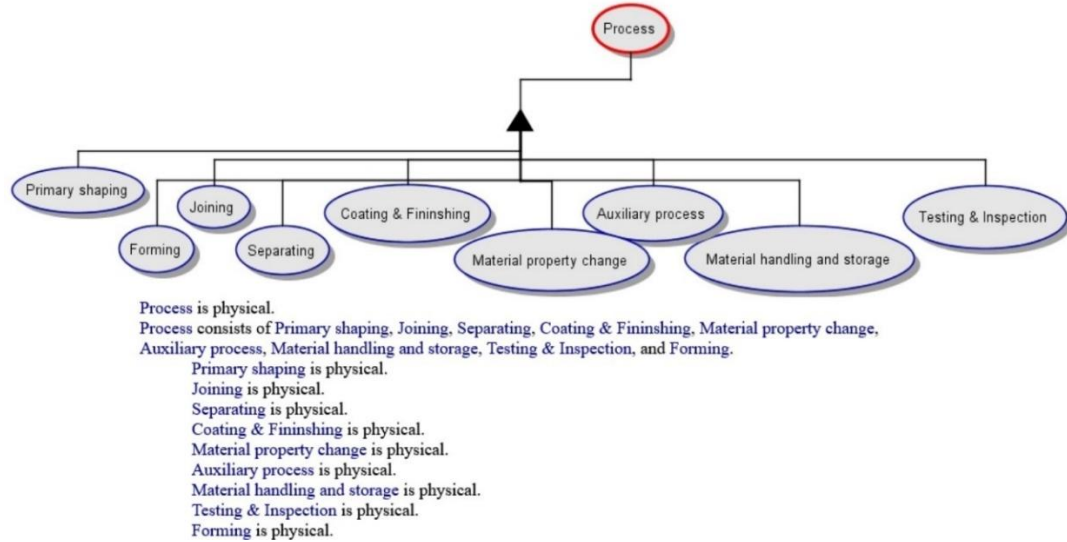 Process
Primary shaping
Joining
Coating & Fininshing
Auxiliary process
Testing & Inspection
Forming
Separating
Material property change
Material handling and storage
Process is physical.
Process consists of Primary shaping, Joining, Separating, Coating & Fininshing, Material property change,
Auxiliary process, Material handling and storage, Testing & Inspection, and Forming.
Primary shaping is physical.
Joining is physical.
Separating is physical.
Coating & Fininshing is physical.
Material property change is physical.
Auxiliary process is physical.
Material handling and storage is physical.
Testing & Inspection is physical.
Forming is physical.